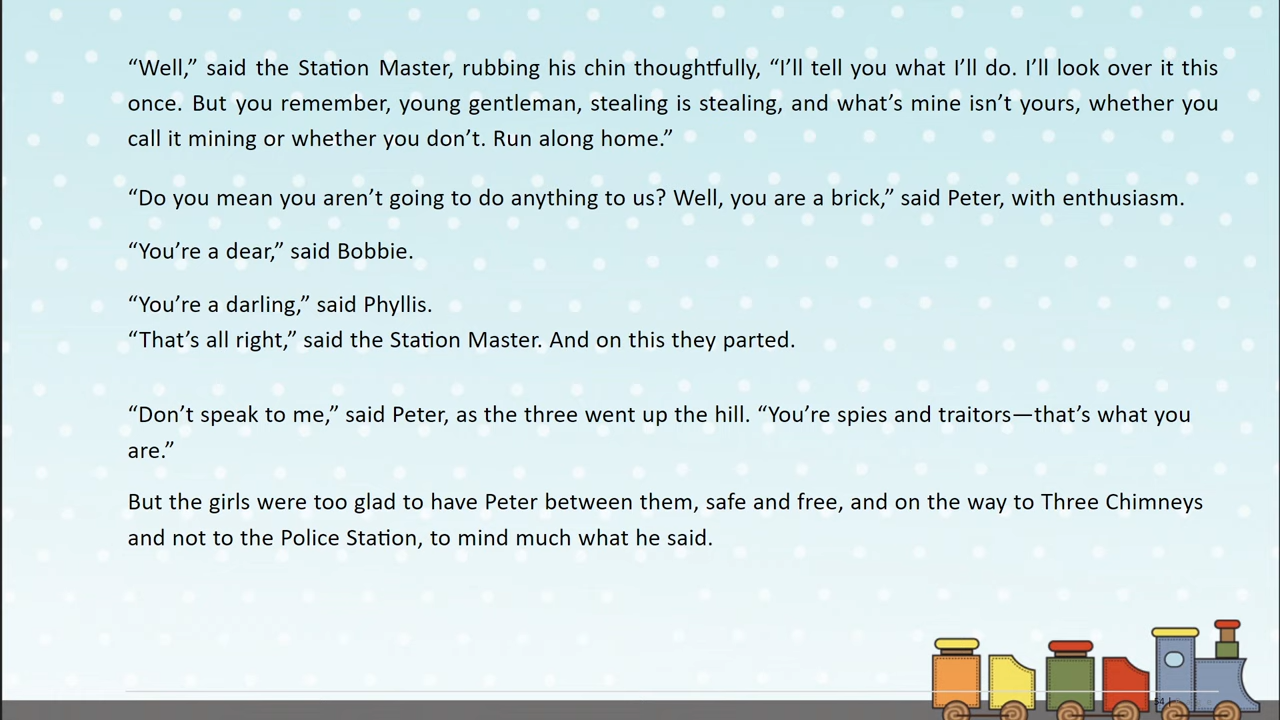 “Well,” said the Station Master, rubbing his chin thoughtfully, “I’ll tell you what I’ll do. I’ll look over it this
once. But you remember, young gentleman, stealing is stealing, and what’s mine isn’t yours, whether you
call it mining or whether you don’t. Run along home.”
“Do you mean you aren’t going to do anything to us? Well, you are a brick,” said Peter, with enthusiasm.
“You’re a dear,” said Bobbie.
“You’re a darling,” said Phyllis.
“That’s all right,” said the Station Master. And on this they parted.
“Don’t speak to me,” said Peter, as the three went up the hill. “You’re spies and traitors—that’s what you
are.”
But the girls were too glad to have Peter between them, safe and free, and on the way to Three Chimneys
and not to the Police Station, to mind much what he said.